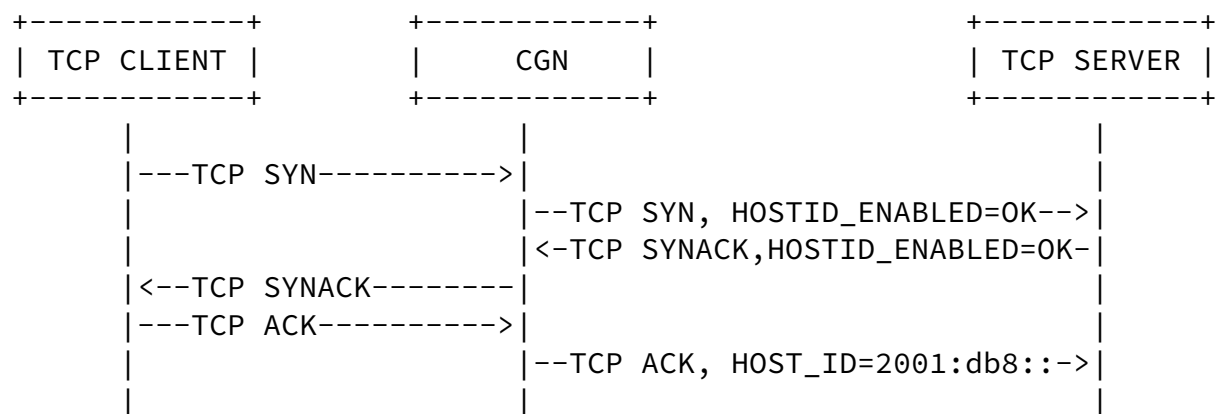 +------------+          +------------+                    +------------+
| TCP CLIENT |          |     CGN    |                    | TCP SERVER |
+------------+          +------------+                    +------------+
      |                        |                                 |
      |---TCP SYN------------->|                                 |
      |                        |--TCP SYN, HOSTID_ENABLED=OK-->|
      |                        |<-TCP SYNACK,HOSTID_ENABLED=OK-|
      |<--TCP SYNACK--------|                                 |
      |---TCP ACK---------->|                                 |
      |                        |--TCP ACK, HOST_ID=2001:db8::->|
      |                        |                                 |